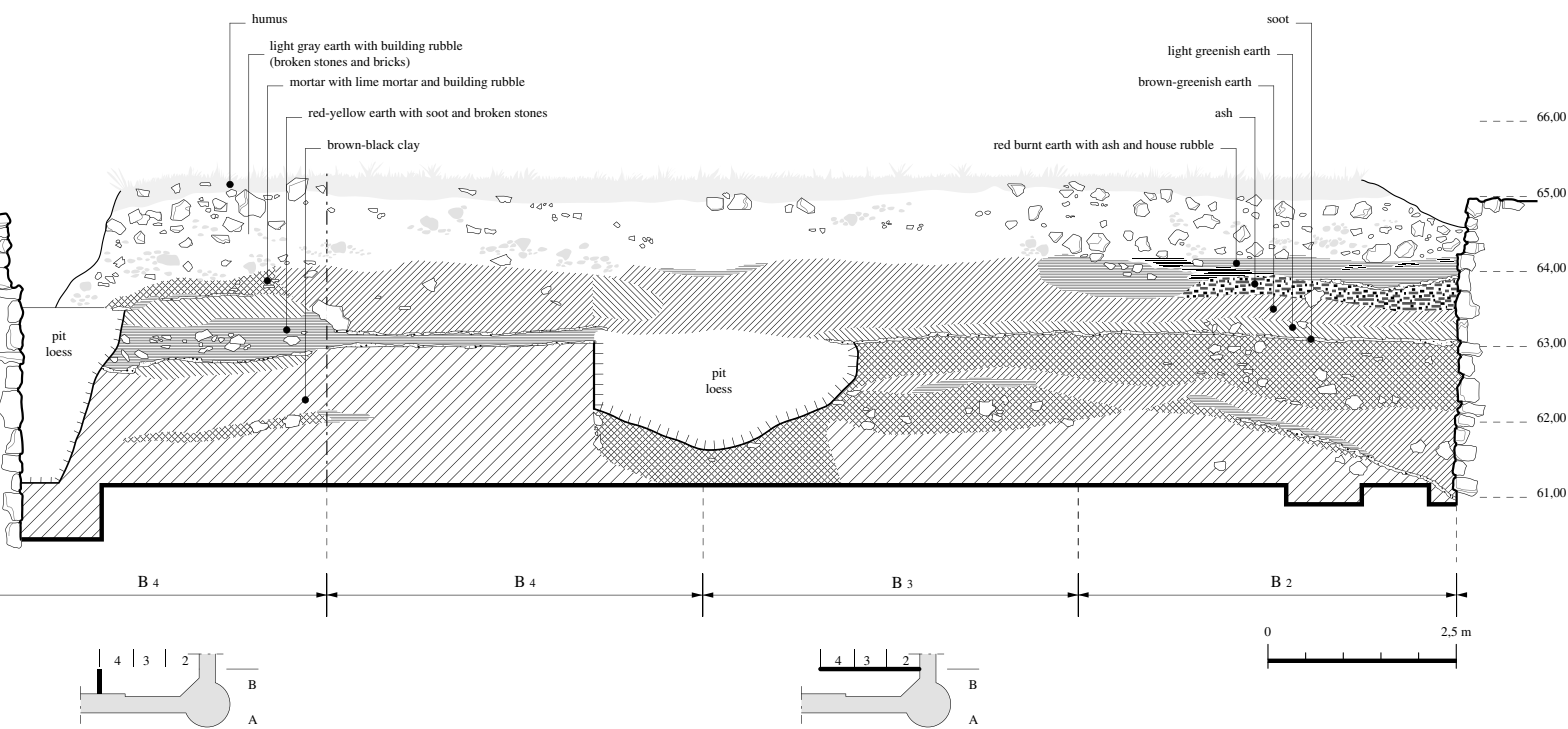 humus
light gray earth with building rubble
(broken stones and bricks)
mortar with lime mortar and building rubble
red-yellow earth with soot and broken stones
brown-black clay
soot
light greenish earth
brown-greenish earth
ash
red burnt earth with ash and house rubble
66,00
65,00
64,00
63,00
62,00
61,00
pit
loess
pit
loess
B 4
B 4
B 3
B 2
0
2,5 m
4 3 2
B
A
4 3 2
B
A